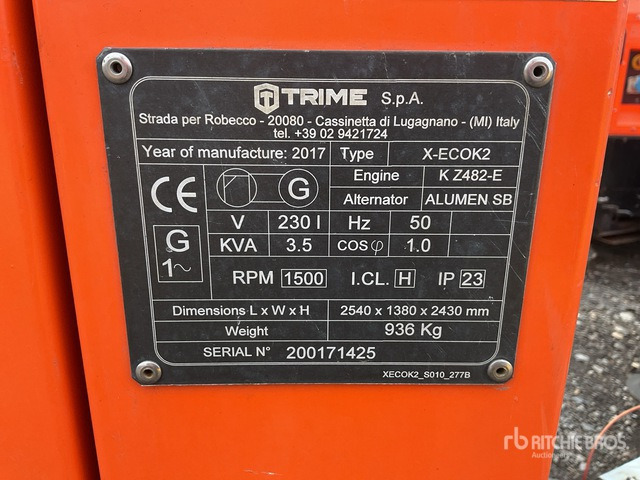 TRIME S.p.A.
Strada per Robecco - 20080 - Cassinetta di Lugagnano - (MI) Italy
tel. +39 02 9421724
Year of manufacture: 2017 Type X-ECOK2
Engine K Z482-E
CE G Alternator ALUMEN SB
V 230 I Hz 50
G 1~ KVA 3.5 COSφ 1.0
RPM 1500 I.CL. H IP 23
Dimensions L x W x H 2540 x 1380 x 2430 mm
Weight 936 Kg
SERIAL N° 200171425
XECOK2_S010_277B
rb RITCHIE BROS.
Auctioneers